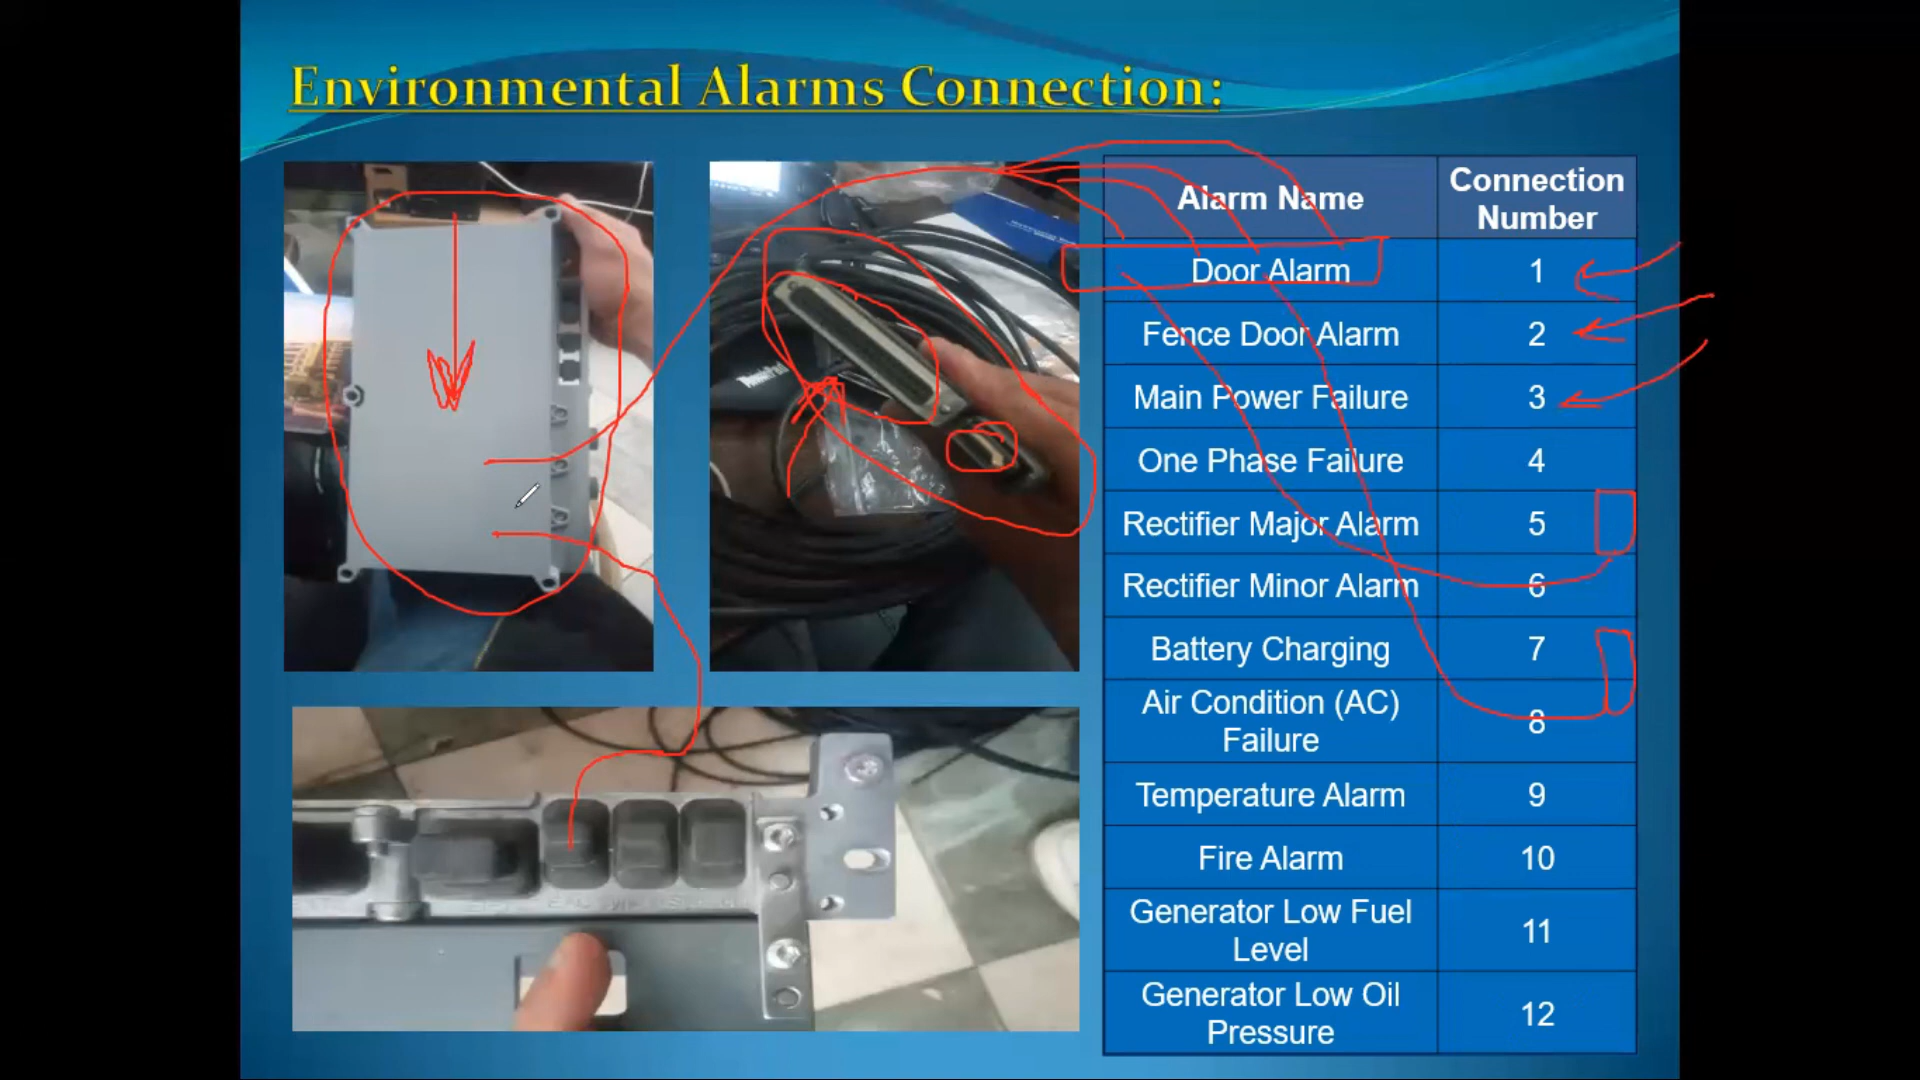 Environmental Alarms Connection:
ThinkPad
Alarm Name
Connection
Number
Door Alarm
1
Fence Door Alarm
2
Main Power Failure
3
One Phase Failure
4
Rectifier Major Alarm
5
Rectifier Minor Alarm
6
Battery Charging
7
Air Condition (AC)
Failure
8
Temperature Alarm
9
Fire Alarm
10
Generator Low Fuel
Level
11
Generator Low Oil
Pressure
12